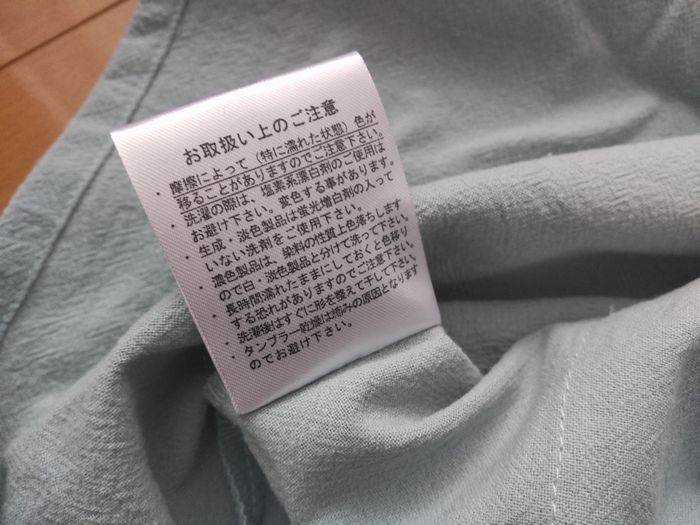 お取扱い上のご注意
・摩擦によって（特に濡れた状態）色が
移ることがありますのでご注意下さい。
・洗濯の際は、塩素系漂白剤のご使用は
お避け下さい。変色する事があります。
・生成・淡色製品は蛍光増白剤の入って
いない洗剤をご使用下さい。
・濃色製品は、染料の性質上色落ちします
ので白・淡色製品と分けて洗って下さい。
・長時間濡れたままにしておくと色移り
する恐れがありますのでご注意下さい。
・洗濯後はすぐに形を整えて干して下さい。
・タンブラー乾燥は縮みの原因となります
のでお避け下さい。